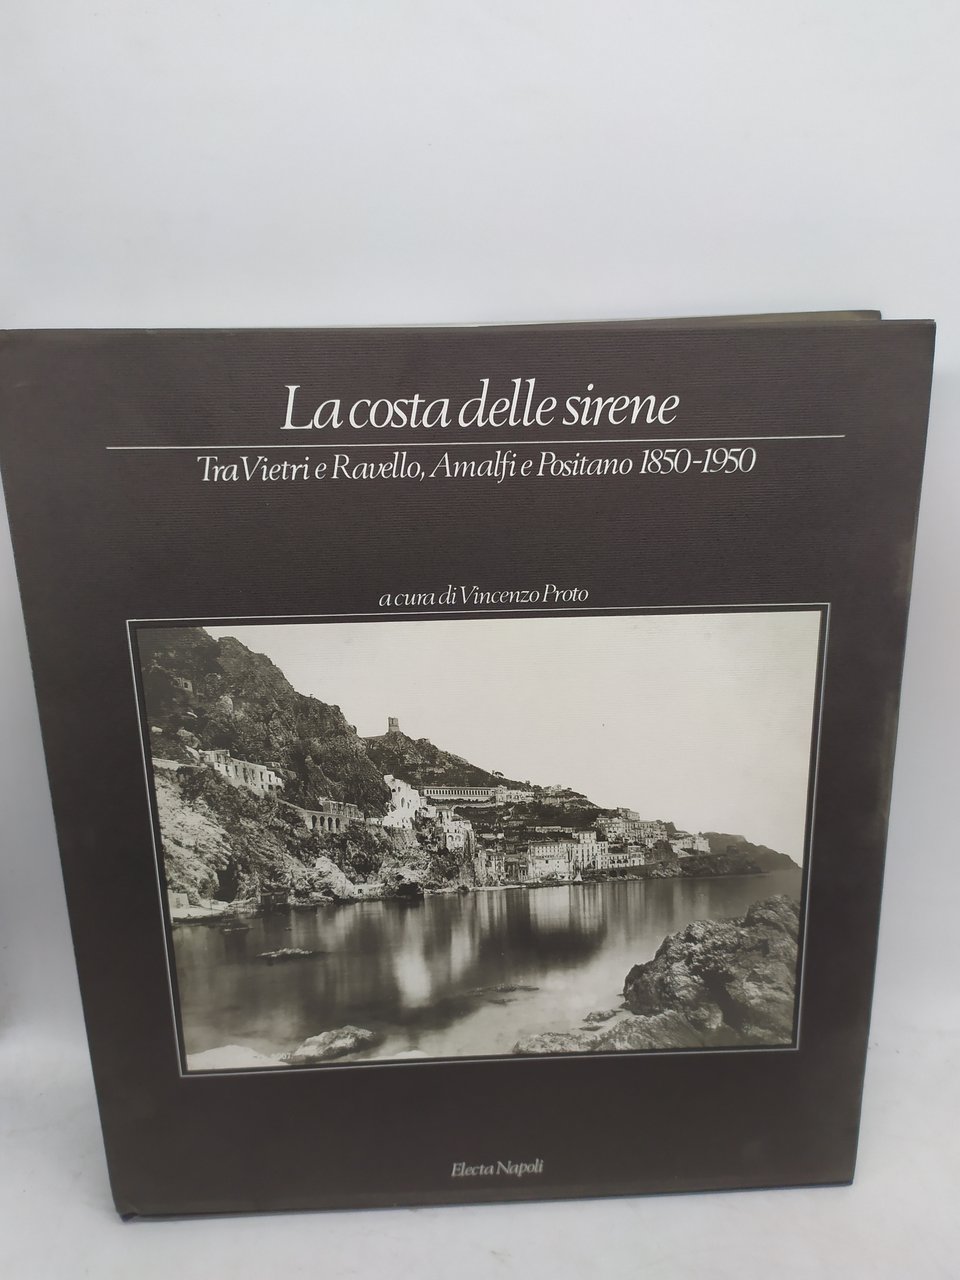 La costa delle sirene
Tra Vietri e Ravello, Amalfi e Positano 1850-1950
a cura di Vincenzo Proto
Electa Napoli